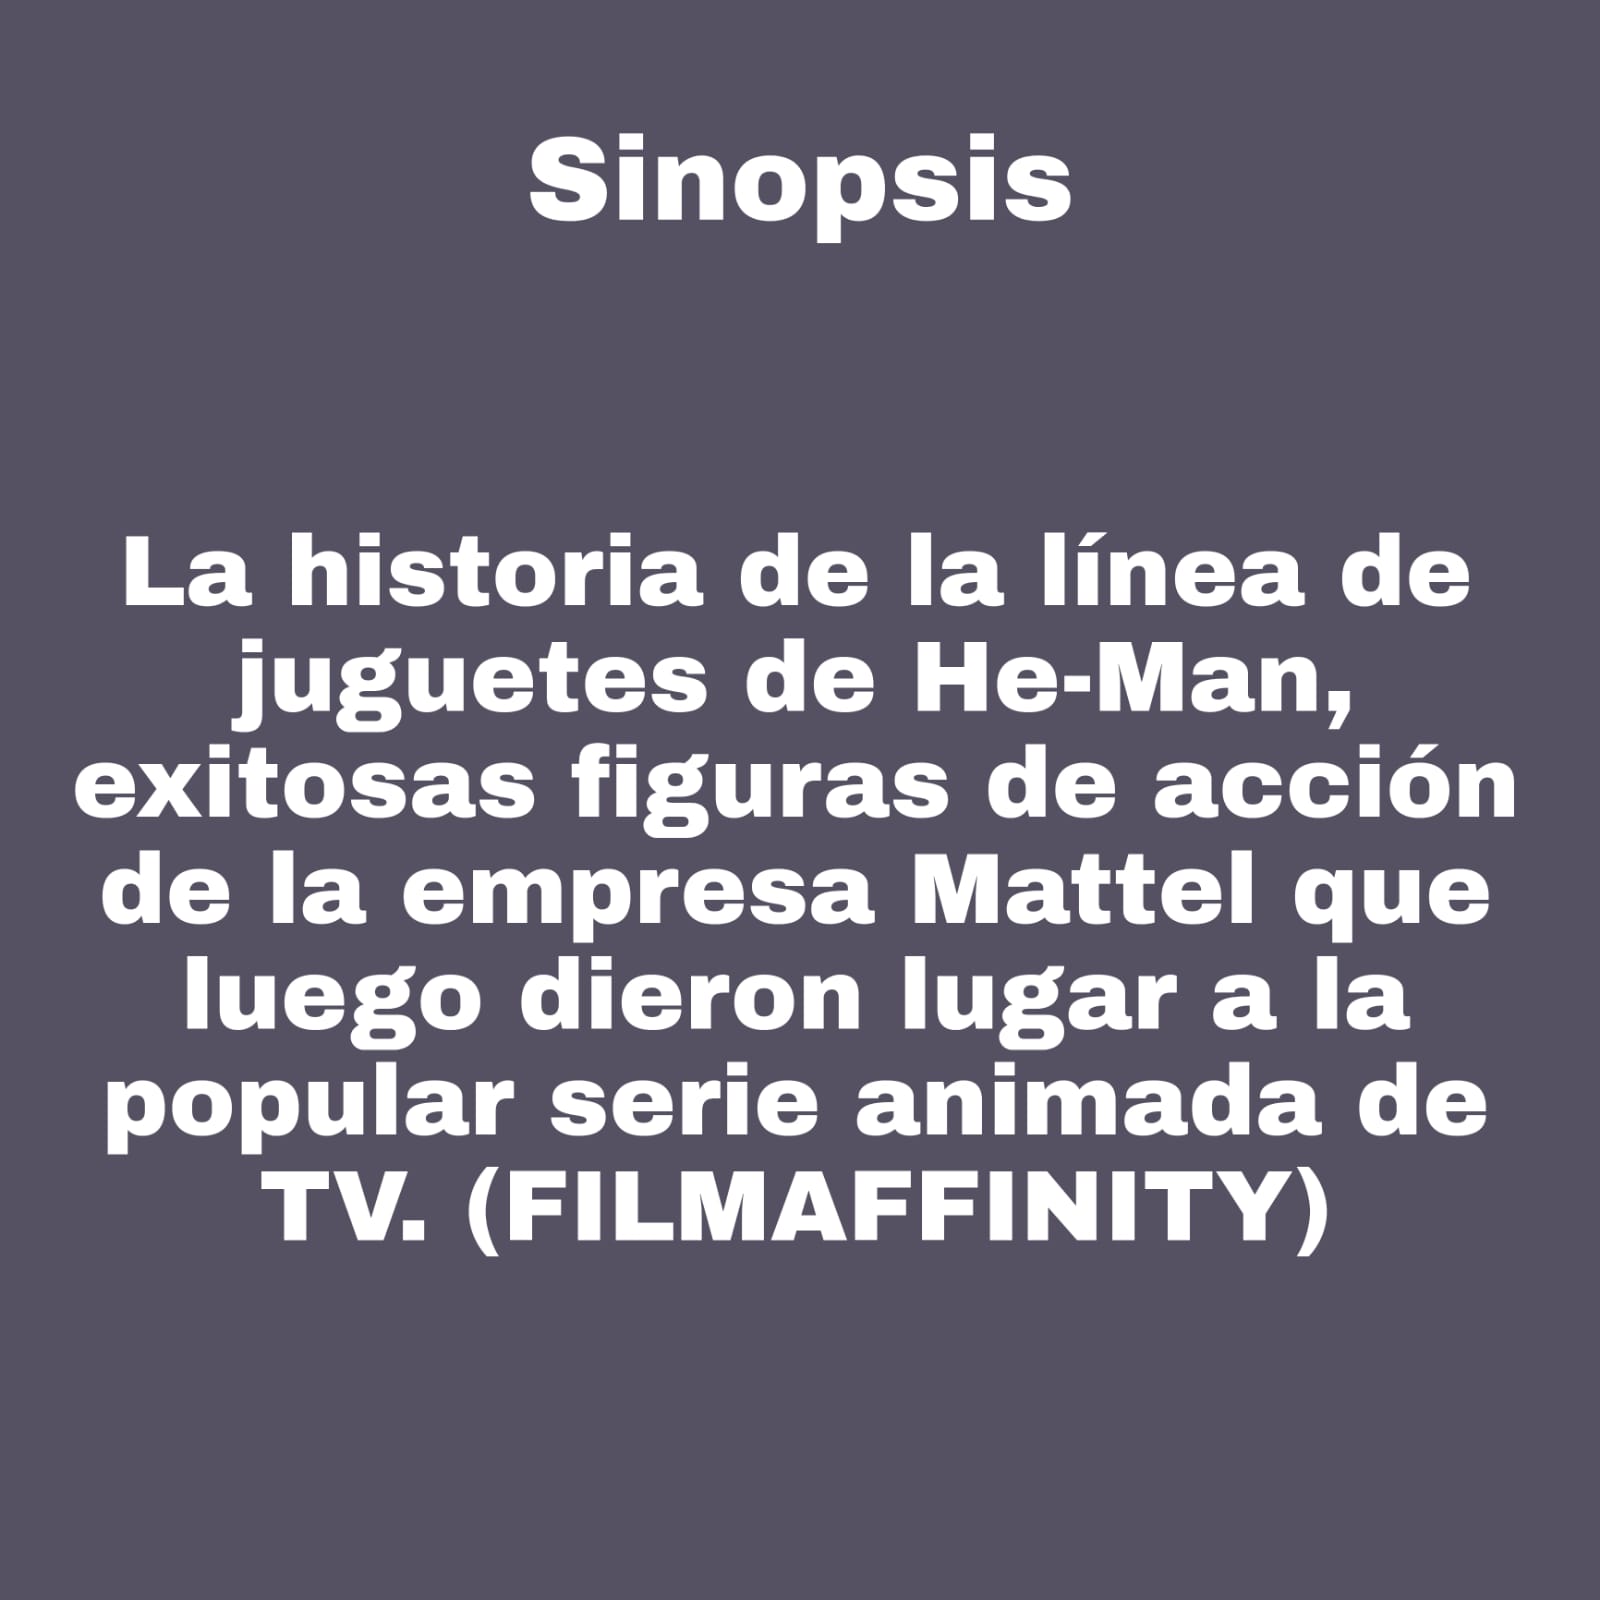 Sinopsis
La historia de la línea de
juguetes de He-Man,
exitosas figuras de acción
de la empresa Mattel que
luego dieron lugar a la
popular serie animada de
TV. (FILMAFFINITY)